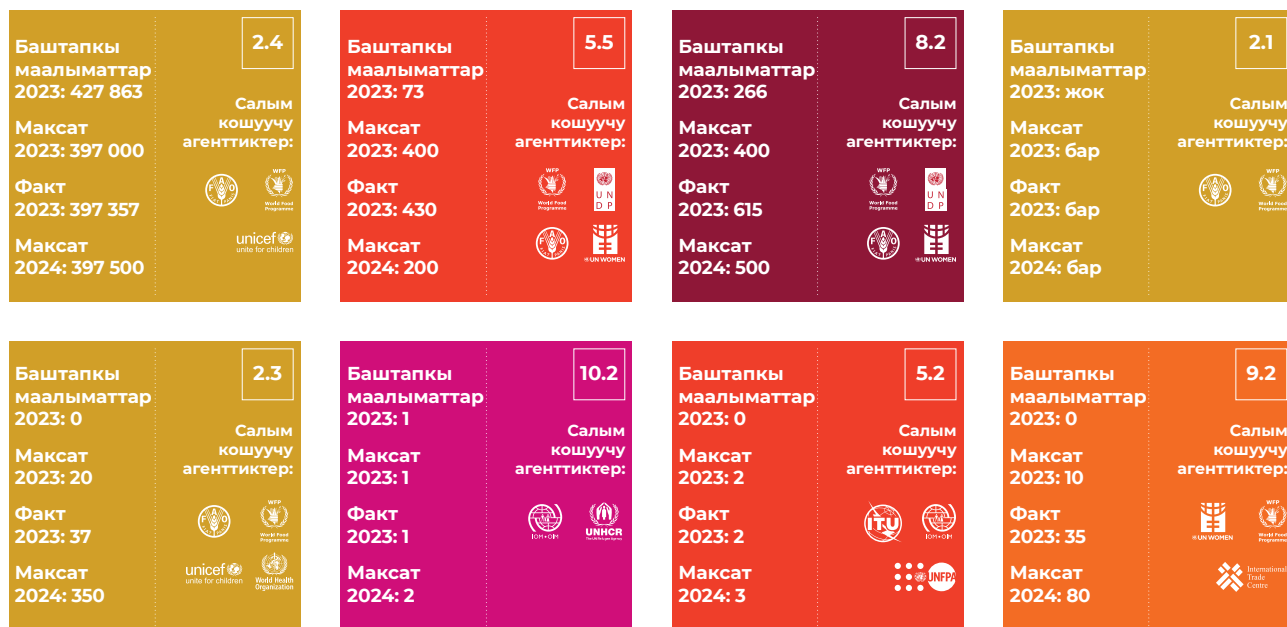 Баштапкы
маалыматтар
2023: 427 863
Максат
2023: 397 000
Факт
2023: 397 357
Максат
2024: 397 500
2.4
Салым
кошуучу
агенттиктер:
FAO
WFP
World Food
Programme
unicef
unite for children
Баштапкы
маалыматтар
2023: 73
Максат
2023: 400
Факт
2023: 430
Максат
2024: 200
5.5
Салым
кошуучу
агенттиктер:
WFP
World Food
Programme
U N
D P
FAO
UN WOMEN
Баштапкы
маалыматтар
2023: 266
Максат
2023: 400
Факт
2023: 615
Максат
2024: 500
8.2
Салым
кошуучу
агенттиктер:
WFP
World Food
Programme
U N
D P
FAO
UN WOMEN
Баштапкы
маалыматтар
2023: жок
Максат
2023: бар
Факт
2023: бар
Максат
2024: бар
2.1
Салым
кошуучу
агенттиктер:
FAO
WFP
World Food
Programme
Баштапкы
маалыматтар
2023: 0
Максат
2023: 20
Факт
2023: 37
Максат
2024: 350
2.3
Салым
кошуучу
агенттиктер:
FAO
WFP
World Food
Programme
unicef
unite for children
World Health
Organization
Баштапкы
маалыматтар
2023: 1
Максат
2023: 1
Факт
2023: 1
Максат
2024: 2
10.2
Салым
кошуучу
агенттиктер:
IOM•OIM
UNHCR
The UN Refugee Agency
Баштапкы
маалыматтар
2023: 0
Максат
2023: 2
Факт
2023: 2
Максат
2024: 3
5.2
Салым
кошуучу
агенттиктер:
ITU
IOM•OIM
UNFPA
Баштапкы
маалыматтар
2023: 0
Максат
2023: 10
Факт
2023: 35
Максат
2024: 80
9.2
Салым
кошуучу
агенттиктер:
UN WOMEN
WFP
World Food
Programme
International
Trade
Centre